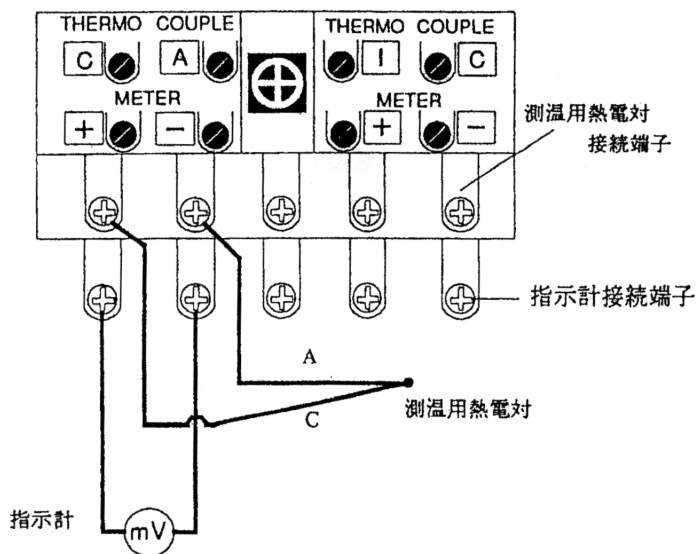 THERMO COUPLE
C A
METER
+ −
THERMO COUPLE
I C
METER
+ −
測温用熱電対
接続端子
指示計接続端子
A
C
測温用熱電対
指示計
mV